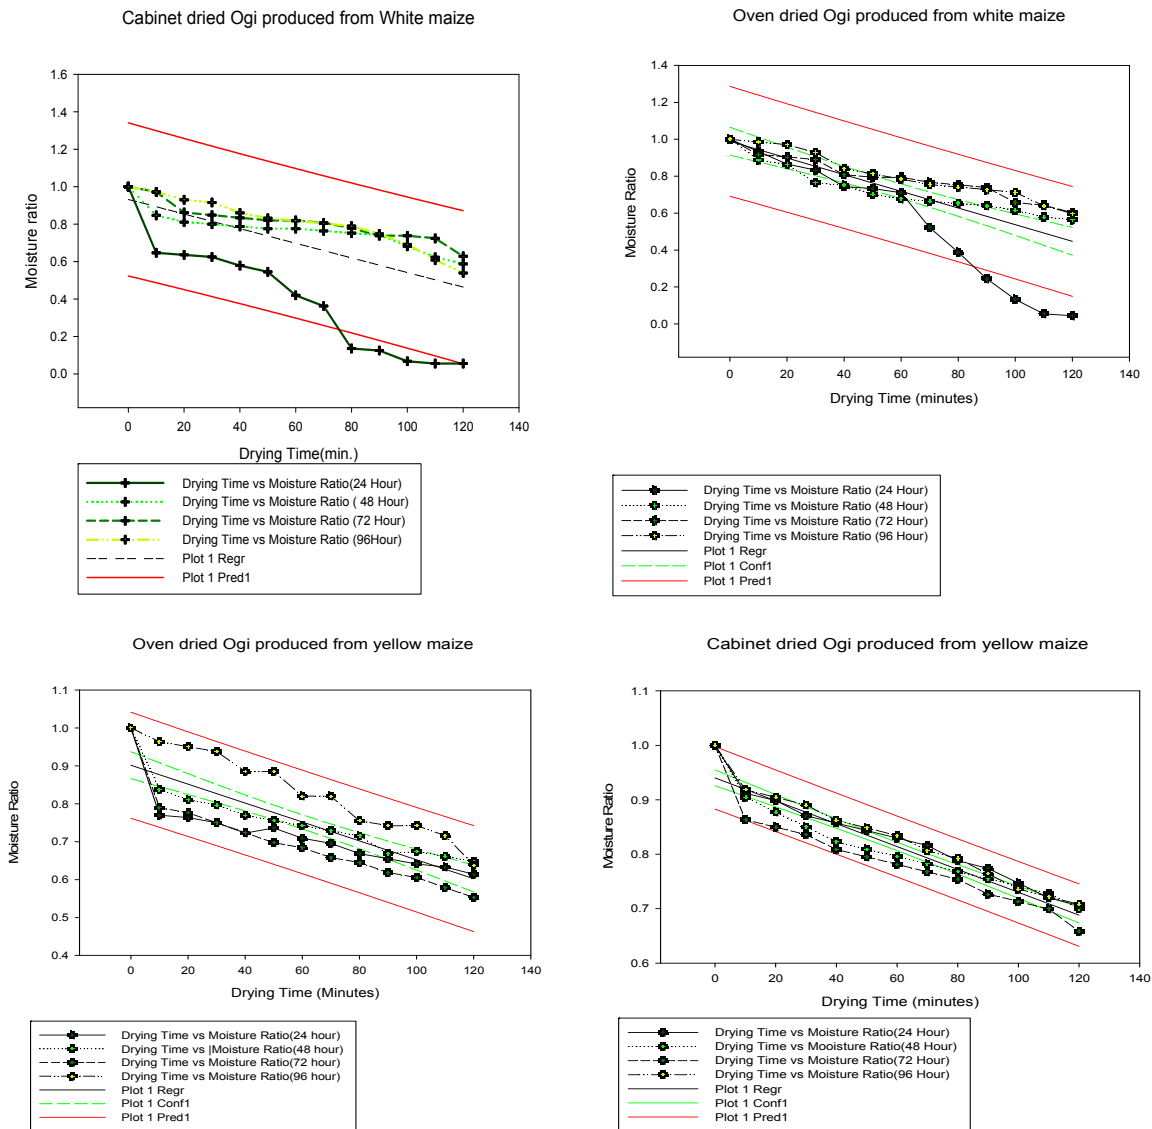 Cabinet dried Ogi produced from White maize
Moisture ratio
1.6
1.4
1.2
1.0
0.8
0.6
0.4
0.2
0.0
0 20 40 60 80 100 120 140
Drying Time(min.)
Drying Time vs Moisture Ratio(24 Hour)
Drying Time vs Moisture Ratio ( 48 Hour)
Drying Time vs Moisture Ratio(72 Hour)
Drying Time vs Moisture Ratio(96Hour)
Plot 1 Regr
Plot 1 Pred1
Oven dried Ogi produced from white maize
Moisture Ratio
1.4
1.2
1.0
0.8
0.6
0.4
0.2
0.0
0 20 40 60 80 100 120 140
Drying Time (minutes)
Drying Time vs Moisture Ratio (24 Hour)
Drying Time vs Moisture Ratio (48 Hour)
Drying Time vs Moisture Ratio (72 Hour)
Drying Time vs Moisture Ratio (96 Hour)
Plot 1 Regr
Plot 1 Conf1
Plot 1 Pred1
Oven dried Ogi produced from yellow maize
Moisture Ratio
1.1
1.0
0.9
0.8
0.7
0.6
0.5
0.4
0 20 40 60 80 100 120 140
Drying Time (Minutes)
Drying Time vs Moisture Ratio(24 hour)
Drying Time vs |Moisture Ratio(48 hour)
Drying Time vs Moisture Ratio(72 hour)
Drying Time vs Moisture Ratio(96 hour)
Plot 1 Regr
Plot 1 Conf1
Plot 1 Pred1
Cabinet dried Ogi produced from yellow maize
Moisture Ratio
1.1
1.0
0.9
0.8
0.7
0.6
0 20 40 60 80 100 120 140
Drying Time (minutes)
Drying Time vs Moisture Ratio(24 Hour)
Drying Time vs Mooisture Ratio(48 Hour)
Drying Time vs Moisture Ratio(72 Hour)
Drying Time vs Moisture Ratio(96 Hour)
Plot 1 Regr
Plot 1 Conf1
Plot 1 Pred1